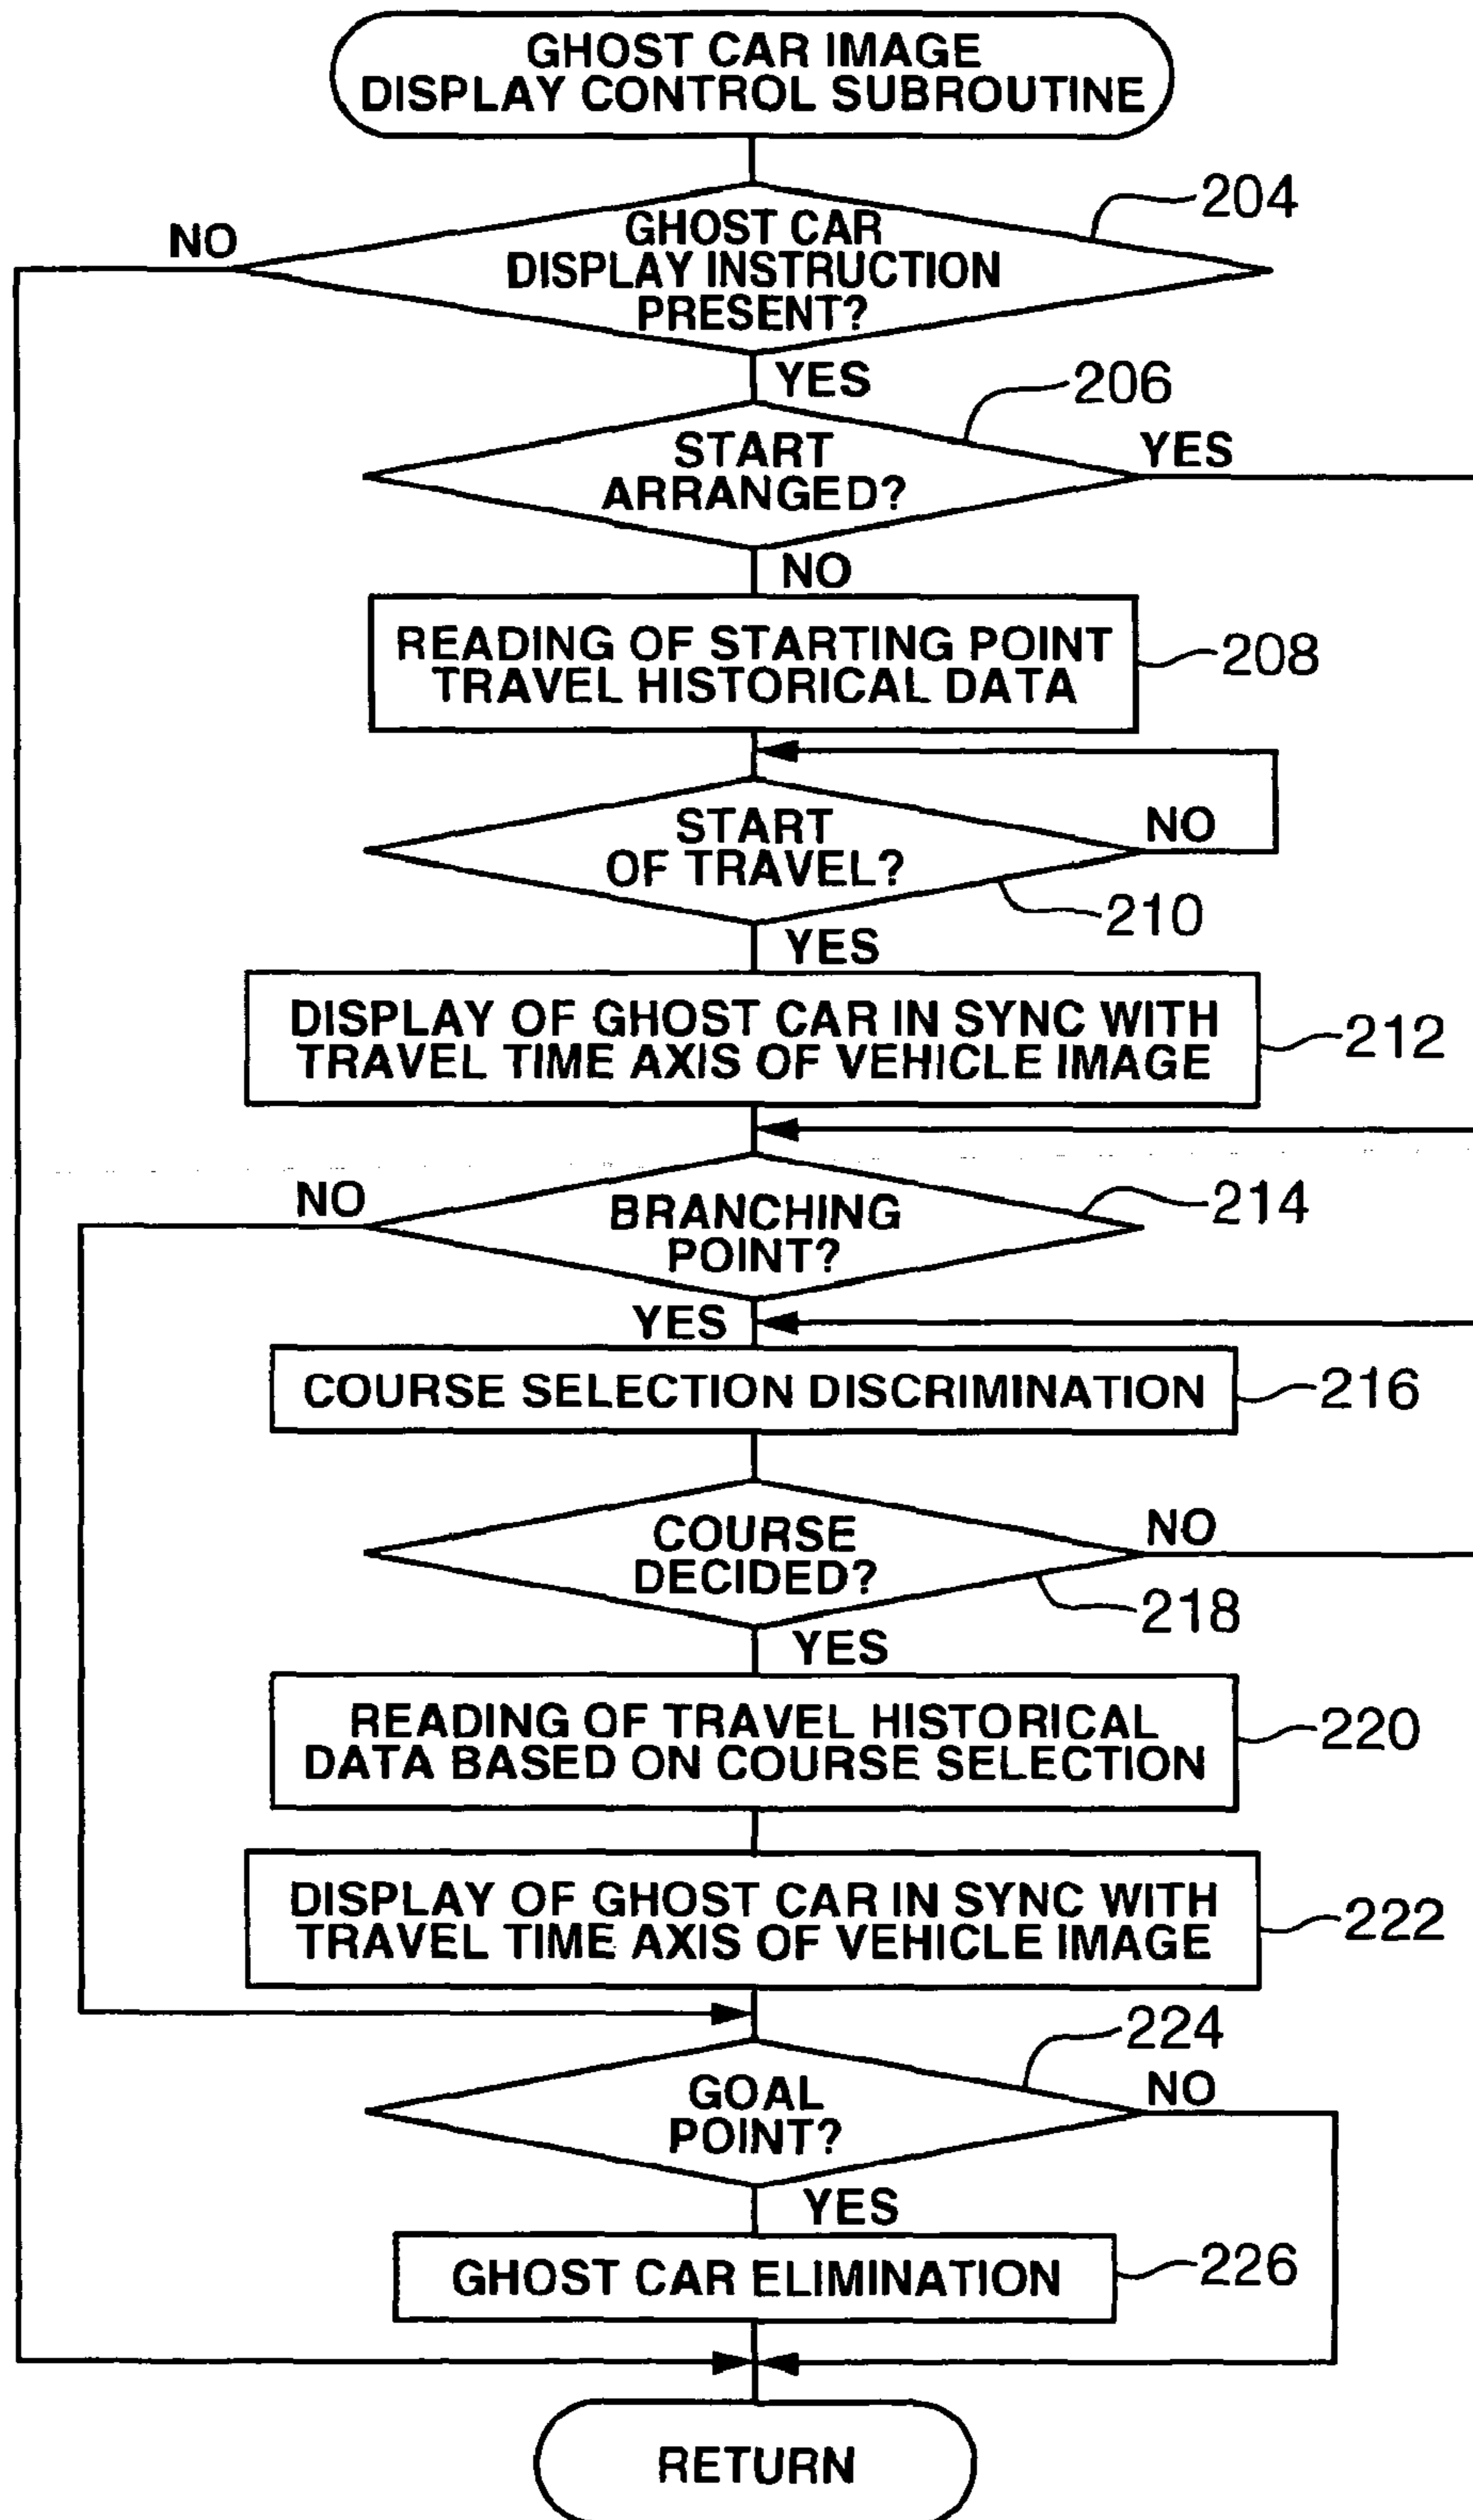 GHOST CAR IMAGE
DISPLAY CONTROL SUBROUTINE
204
NO
GHOST CAR
DISPLAY INSTRUCTION
PRESENT?
YES
206
START
ARRANGED?
YES
NO
READING OF STARTING POINT
TRAVEL HISTORICAL DATA
208
START
OF TRAVEL?
NO
210
YES
DISPLAY OF GHOST CAR IN SYNC WITH
TRAVEL TIME AXIS OF VEHICLE IMAGE
212
NO
BRANCHING
POINT?
214
YES
COURSE SELECTION DISCRIMINATION
216
COURSE
DECIDED?
NO
218
YES
READING OF TRAVEL HISTORICAL
DATA BASED ON COURSE SELECTION
220
DISPLAY OF GHOST CAR IN SYNC WITH
TRAVEL TIME AXIS OF VEHICLE IMAGE
222
224
GOAL
POINT?
NO
YES
GHOST CAR ELIMINATION
226
RETURN